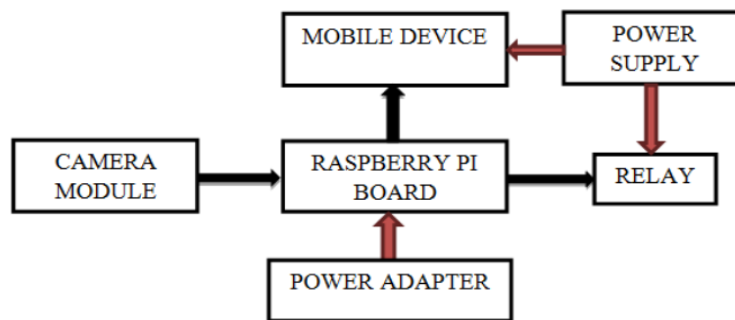 MOBILE DEVICE
POWER
SUPPLY
CAMERA
MODULE
RASPBERRY PI
BOARD
RELAY
POWER ADAPTER